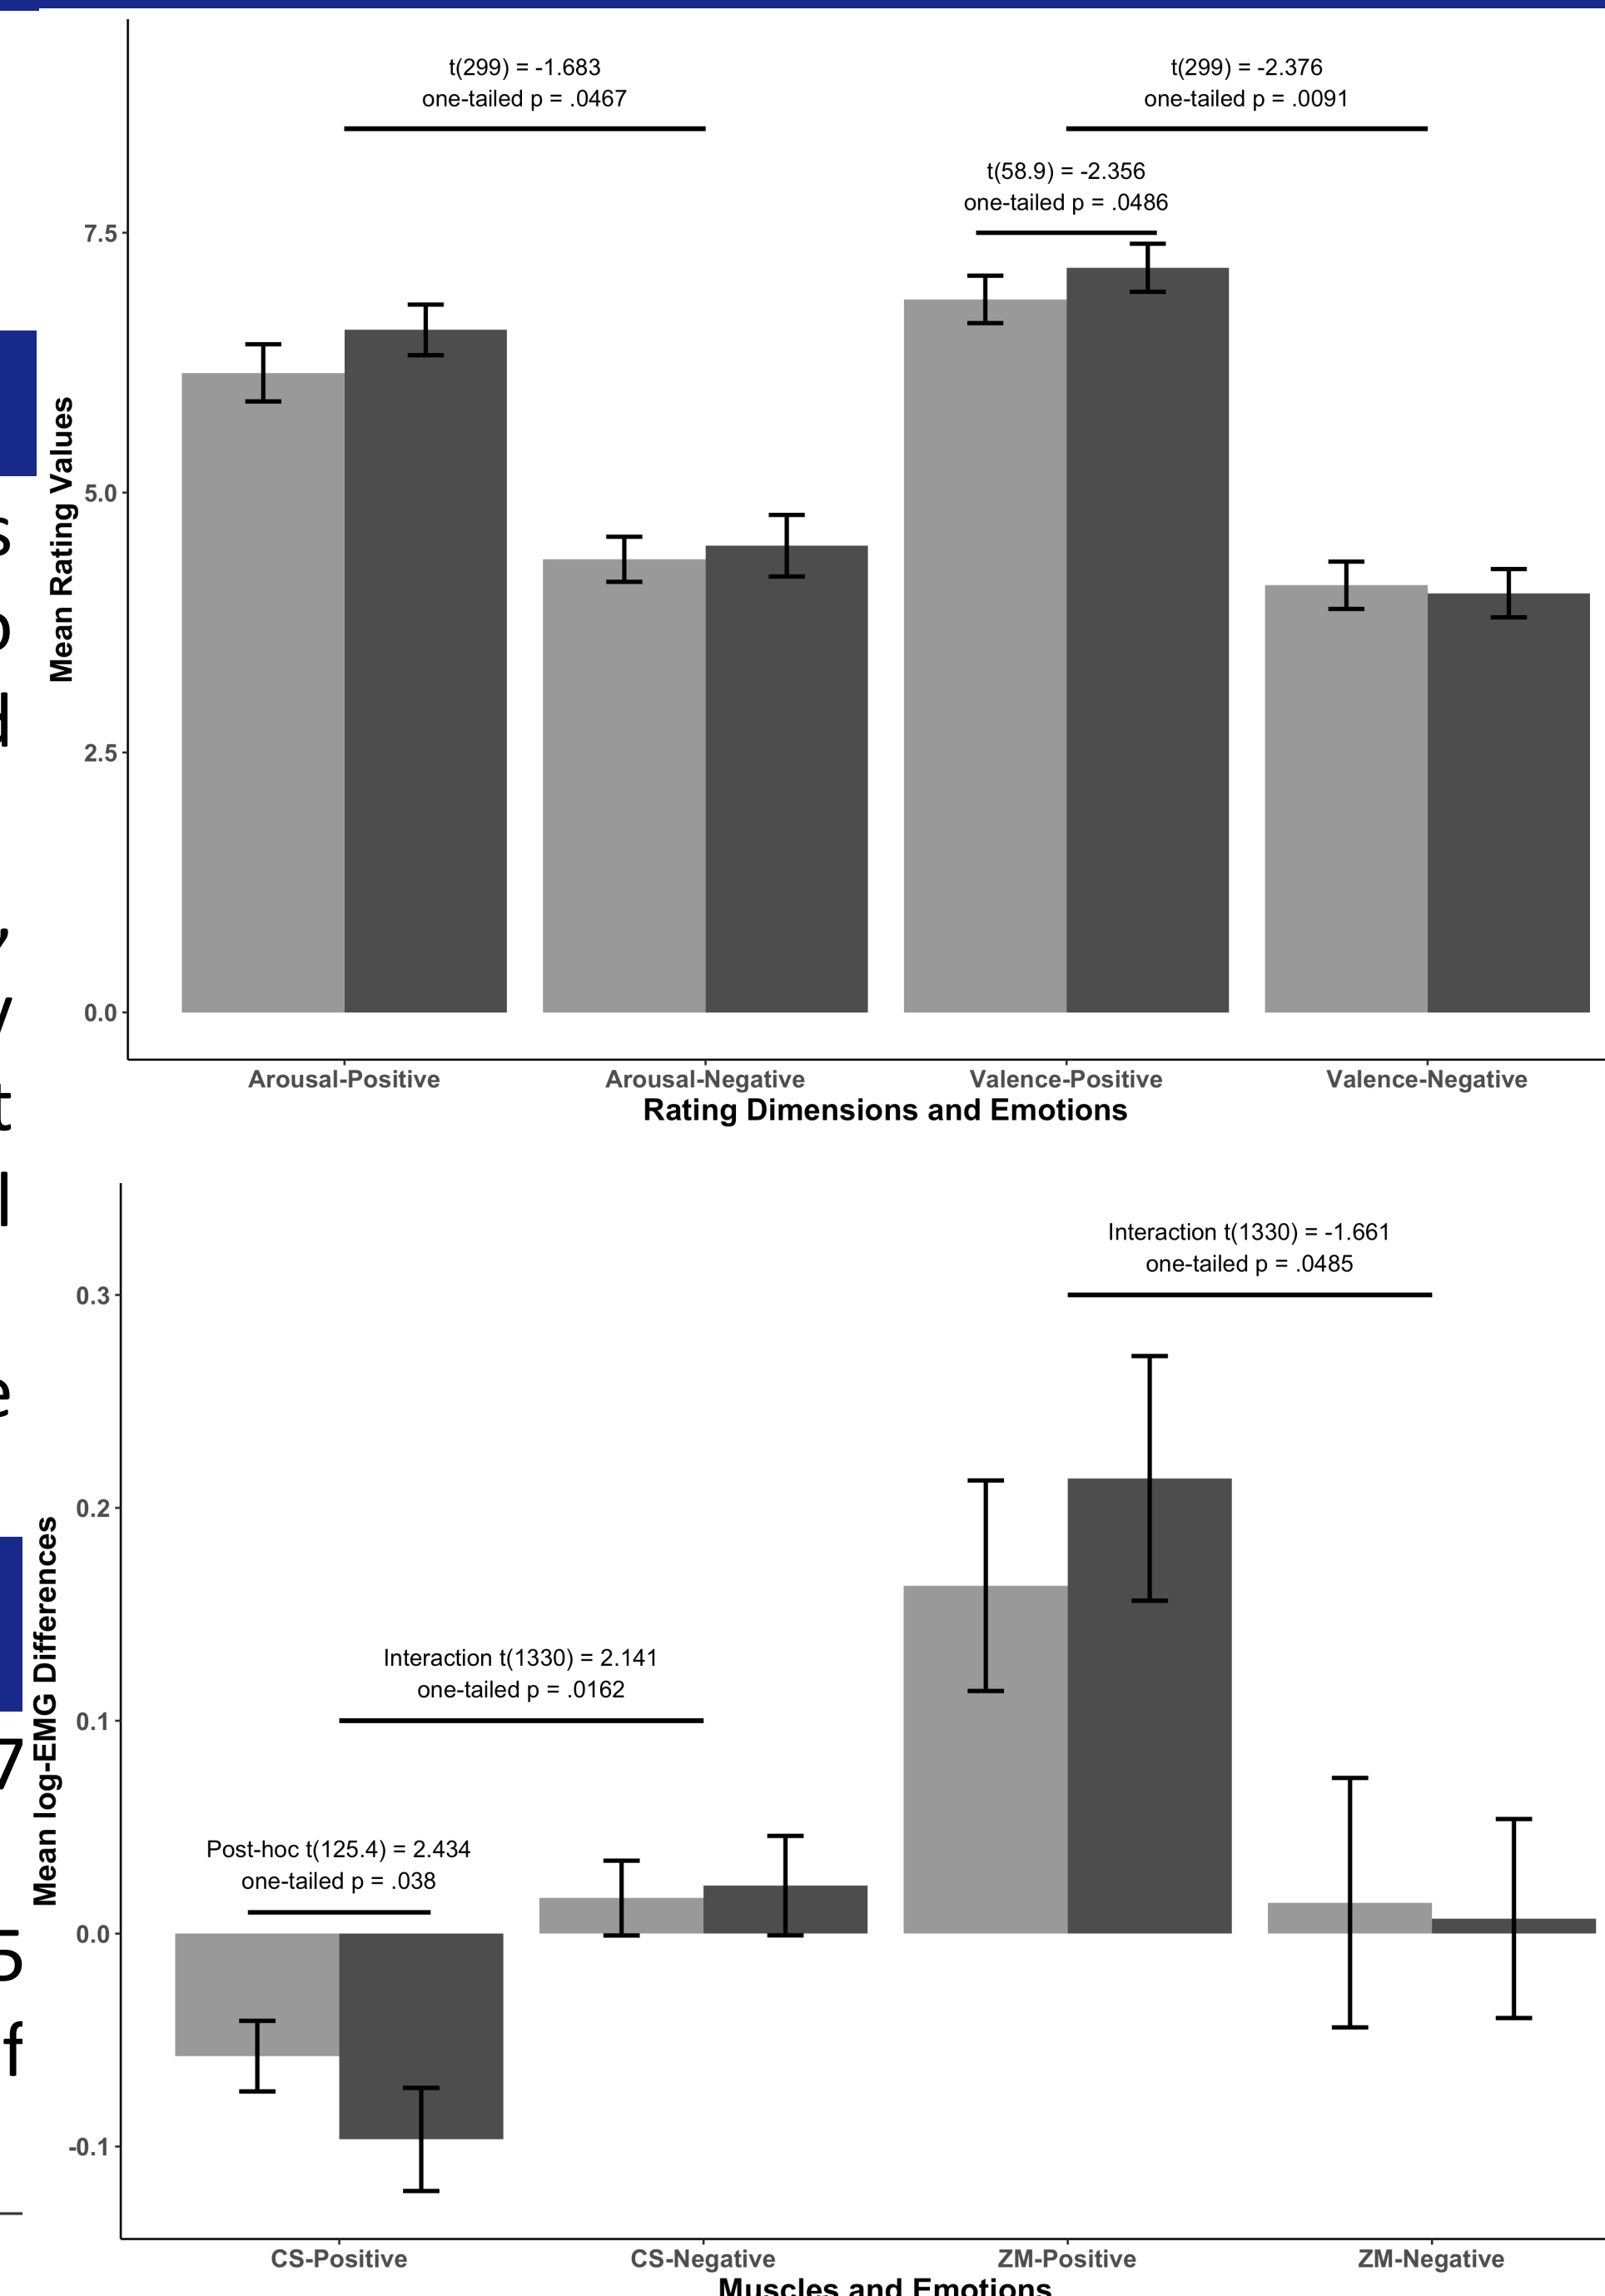 t(299) = -1.683
one-tailed p = .0467
t(299) = -2.376
one-tailed p = .0091
t(58.9) = -2.356
one-tailed p = .0486
7.5
5.0
2.5
0.0
Mean Rating Values
Arousal-Positive
Arousal-Negative
Valence-Positive
Valence-Negative
Rating Dimensions and Emotions
Interaction t(1330) = -1.661
one-tailed p = .0485
Interaction t(1330) = 2.141
one-tailed p = .0162
Post-hoc t(125.4) = 2.434
one-tailed p = .038
0.3
0.2
0.1
0.0
-0.1
Mean log-EMG Differences
CS-Positive
CS-Negative
ZM-Positive
ZM-Negative
Muscles and Emotions
s
d
,
y
t
l
e
7
f